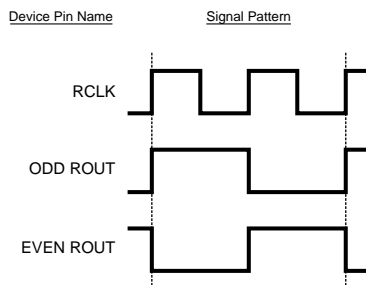 Device Pin Name Signal Pattern
RCLK
ODD ROUT
EVEN ROUT